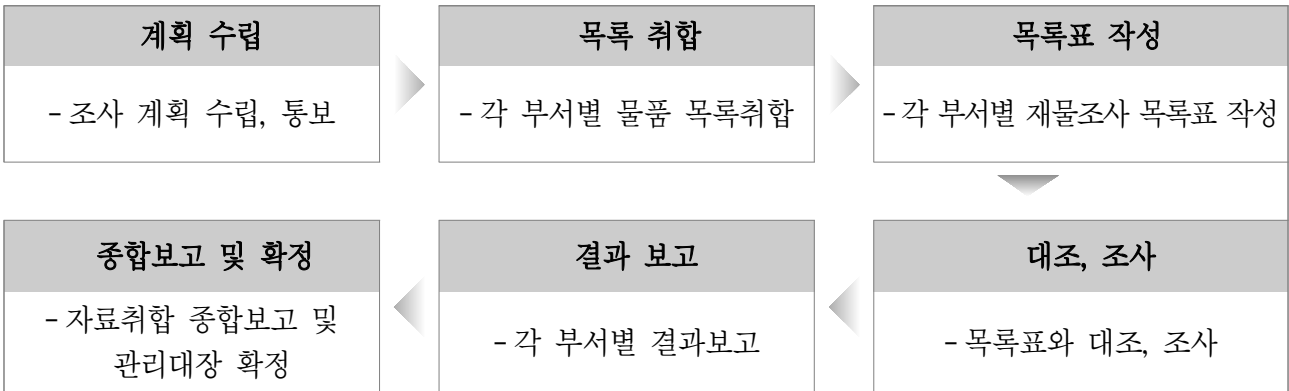 계획 수립
- 조사 계획 수립, 통보
목록 취합
- 각 부서별 물품 목록취합
목록표 작성
- 각 부서별 재물조사 목록표 작성
대조, 조사
- 목록표와 대조, 조사
결과 보고
- 각 부서별 결과보고
종합보고 및 확정
- 자료취합 종합보고 및
관리대장 확정